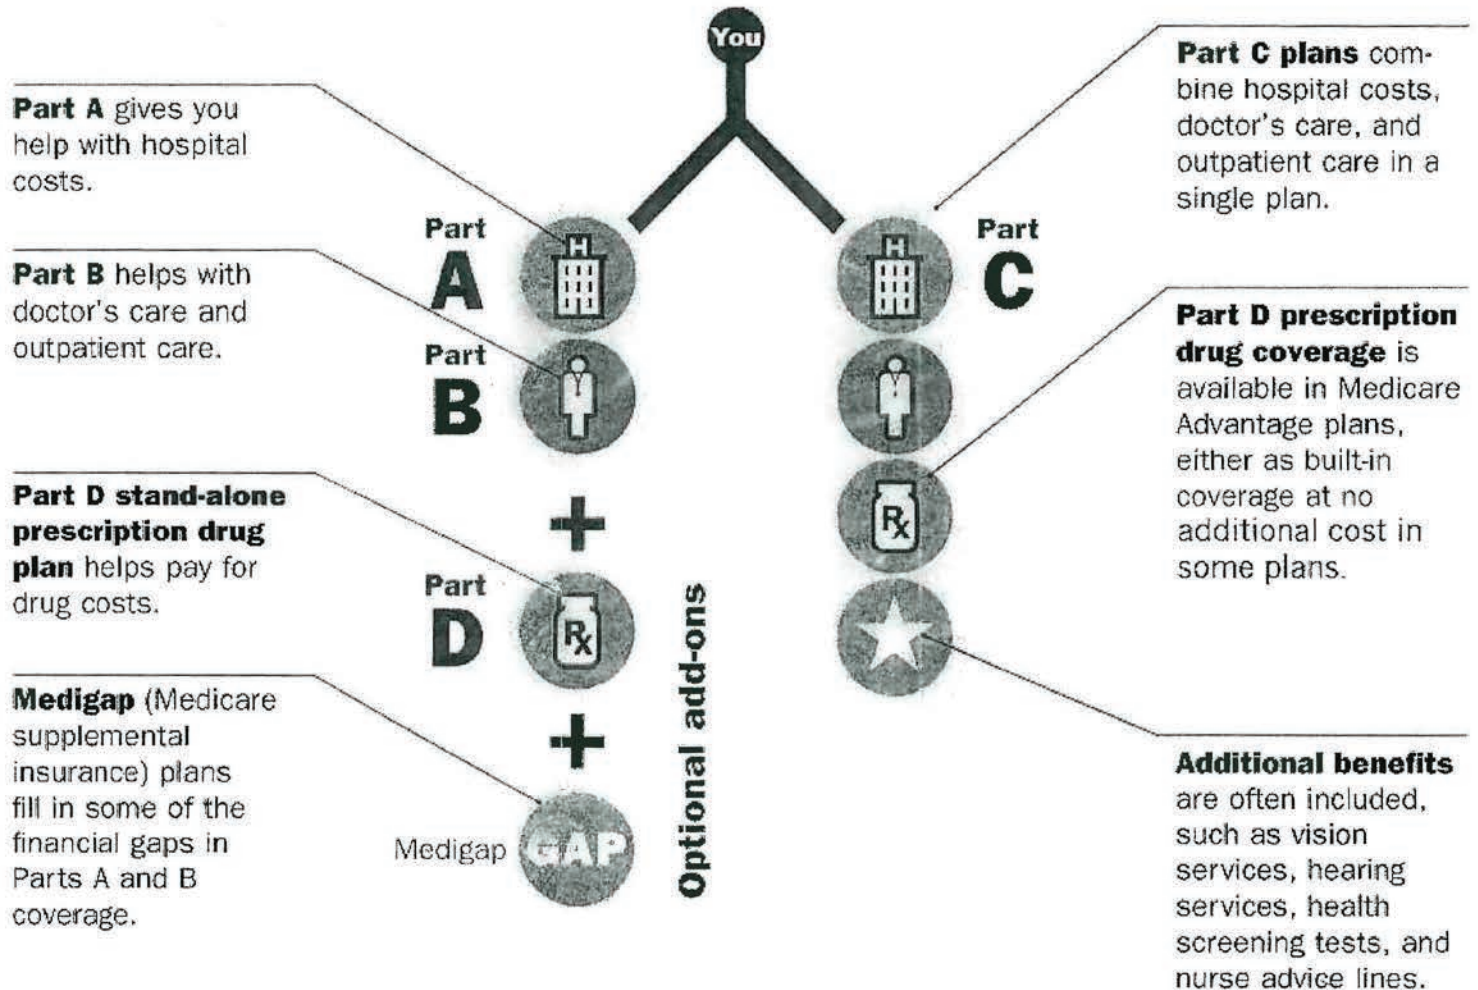 You
Part A gives you
help with hospital
costs.
Part B helps with
doctor's care and
outpatient care.
Part D stand-alone
prescription drug
plan helps pay for
drug costs.
Medigap (Medicare
supplemental
insurance) plans
fill in some of the
financial gaps in
Parts A and B
coverage.
Part
A
H
Part
B
+
Part
D
Rx
+
Medigap
GAP
Optional add-ons
H
Part
C
Rx
Part C plans com-
bine hospital costs,
doctor's care, and
outpatient care in a
single plan.
Part D prescription
drug coverage is
available in Medicare
Advantage plans,
either as built-in
coverage at no
additional cost in
some plans.
Additional benefits
are often included,
such as vision
services, hearing
services, health
screening tests, and
nurse advice lines.